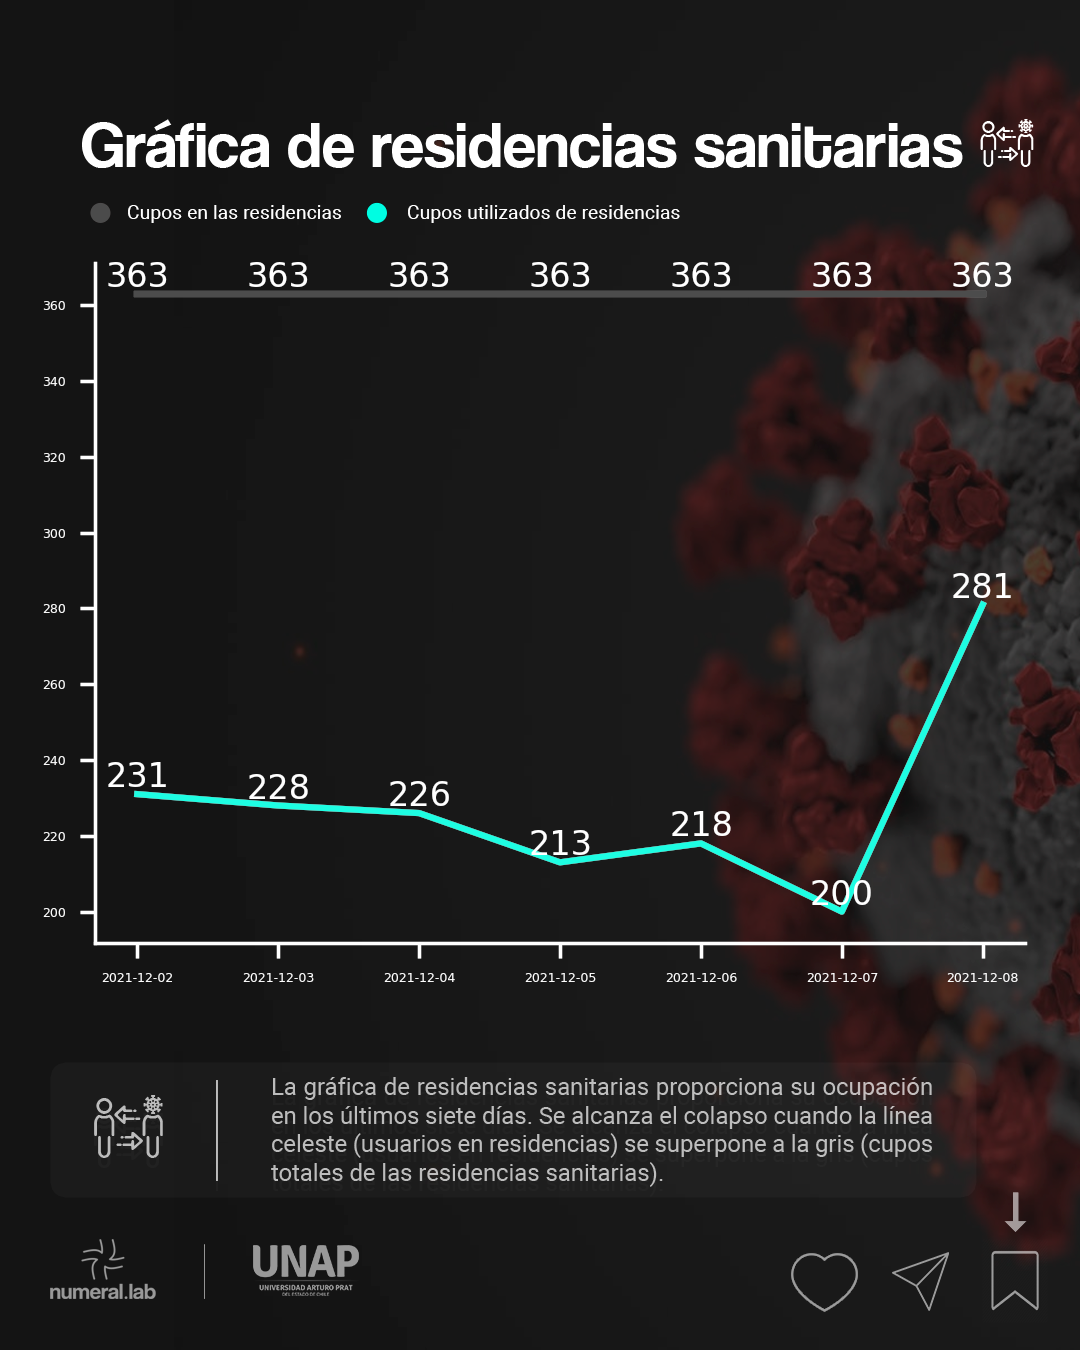 Gráfica de residencias sanitarias
Cupos en las residencias
Cupos utilizados de residencias
363 363 363 363 363 363 363
360
340
320
300
281
280
260
240
231
228
226
220
218
213
200
200
2021-12-02 2021-12-03 2021-12-04 2021-12-05 2021-12-06 2021-12-07 2021-12-08
La gráfica de residencias sanitarias proporciona su ocupación
en los últimos siete días. Se alcanza el colapso cuando la línea
celeste (usuarios en residencias) se superpone a la gris (cupos
totales de las residencias sanitarias).
numeral.lab
UNAP
UNIVERSIDAD ARTURO PRAT
DEL ESTADO DE CHILE